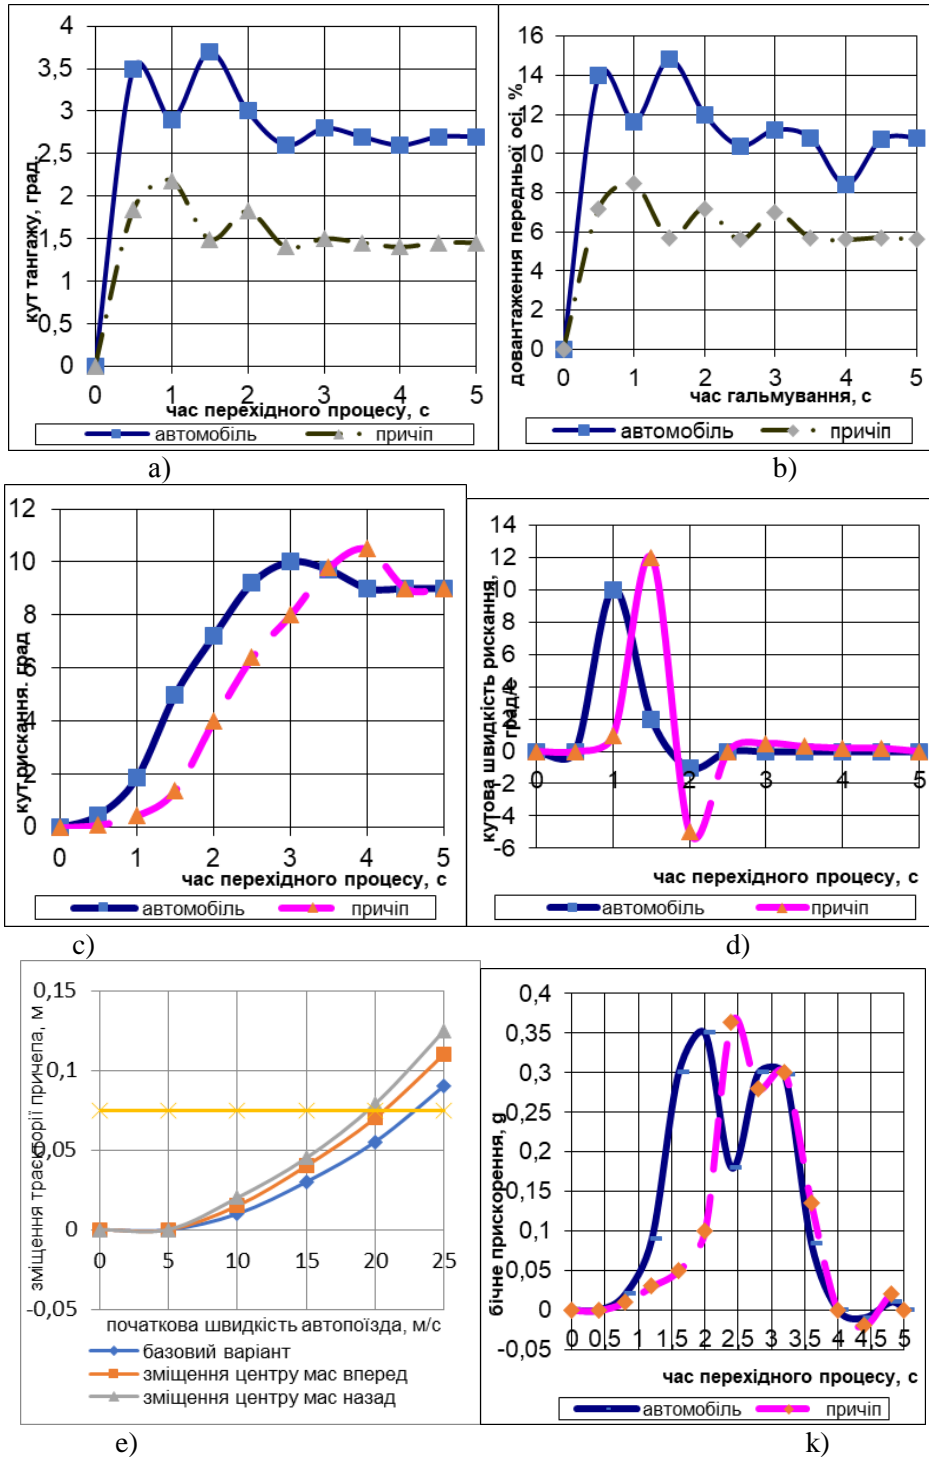 4
3,5
3
2,5
2
1,5
1
0,5
0
кут тангажу, град.
0 1 2 3 4 5
час перехідного процесу, с
автомобіль причіп
a)
16
14
12
10
8
6
4
2
0
довантаження передньої осі. %
0 1 2 3 4 5
час гальмування, с
автомобіль причіп
b)
12
10
8
6
4
2
0
кут рискання. град
0 1 2 3 4 5
час перехідного процесу, с
автомобіль причіп
c)
14
12
10
8
6
4
2
0
-2
-4
-6
кутова швидкість рискання,
град/с
0 1 2 3 4 5
час перехідного процесу, с
автомобіль причіп
d)
0,15
0,1
0,05
0
-0,05
зміщення траєкторії причепа, м
0 5 10 15 20 25
початкова швидкість автопоїзда, м/с
базовий варіант
зміщення центру мас вперед
зміщення центру мас назад
e)
0,4
0,35
0,3
0,25
0,2
0,15
0,1
0,05
0
-0,05
бічне прискорення, g
0 0,5 1 1,5 2 2,5 3 3,5 4 4,5 5
час перехідного процесу, с
автомобіль причіп
k)